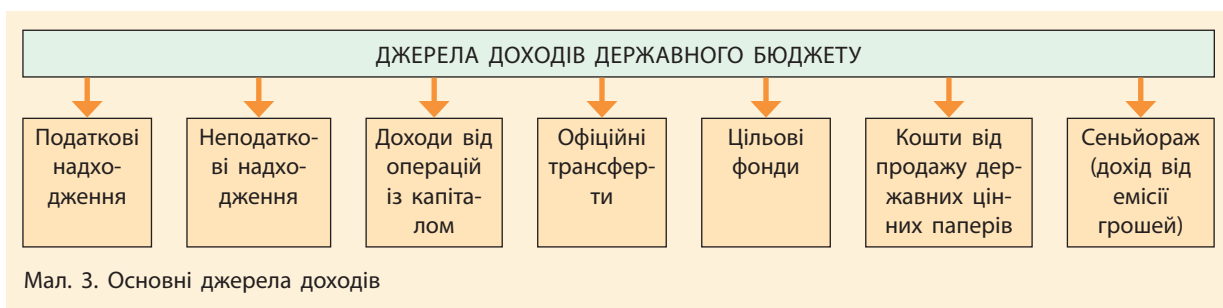 ДЖЕРЕЛА ДОХОДІВ ДЕРЖАВНОГО БЮДЖЕТУ
Податкові
надхо-
дження
Неподатко-
ві надхо-
дження
Доходи від
операцій
із капіта-
лом
Офіційні
трансфер-
ти
Цільові
фонди
Кошти від
продажу дер-
жавних цін-
них паперів
Сеньйораж
(дохід від
емісії
грошей)
Мал. 3. Основні джерела доходів